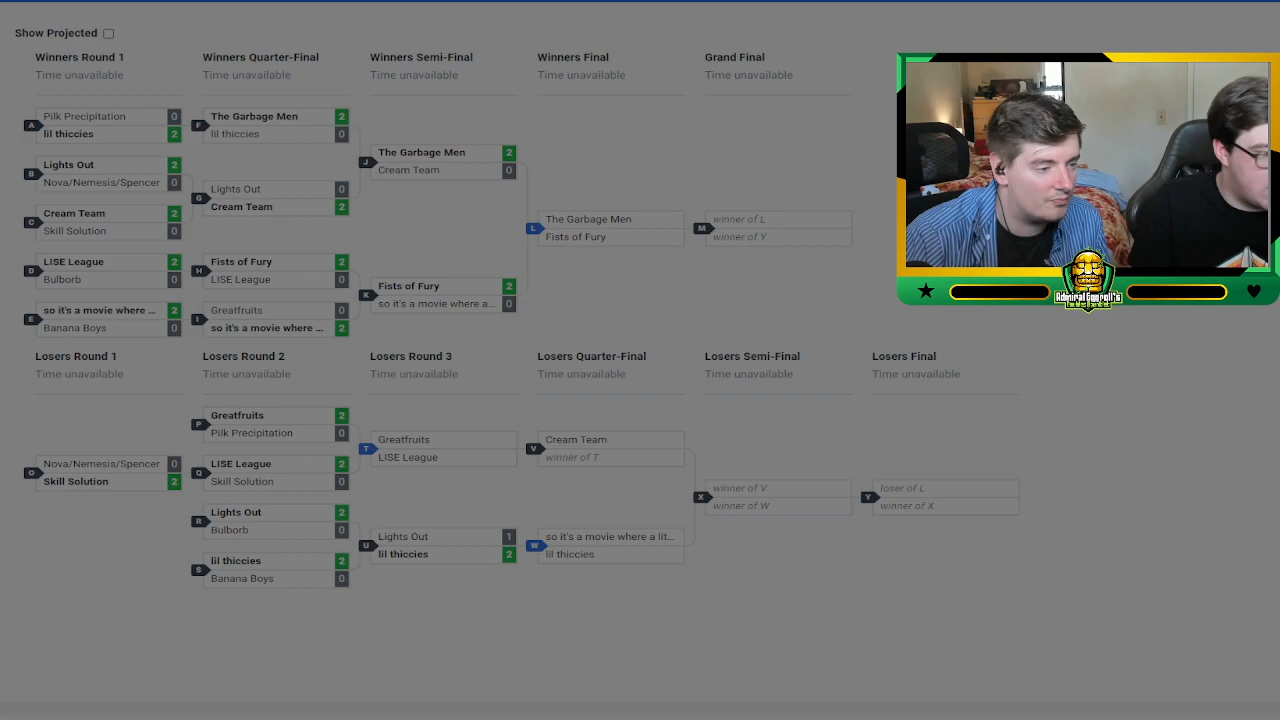 Show Projected
Winners Round 1
Time unavailable
Winners Quarter-Final
Time unavailable
Winners Semi-Final
Time unavailable
Winners Final
Time unavailable
Grand Final
Time unavailable
A
Pilk Precipitation 0
lil thiccies 2
B
Lights Out 2
Nova/Nemesis/Spencer 0
C
Cream Team 2
Skill Solution 0
D
LISE League 2
Bulborb 0
E
so it's a movie where ... 2
Banana Boys 0
F
The Garbage Men 2
lil thiccies 0
G
Lights Out 0
Cream Team 2
H
Fists of Fury 2
LISE League 0
I
Greatfruits 0
so it's a movie where ... 2
J
The Garbage Men 2
Cream Team 0
K
Fists of Fury 2
so it's a movie where a... 0
L
The Garbage Men
Fists of Fury
M
winner of L
winner of Y
Admiral Eggroll's
Losers Round 1
Time unavailable
Losers Round 2
Time unavailable
Losers Round 3
Time unavailable
Losers Quarter-Final
Time unavailable
Losers Semi-Final
Time unavailable
Losers Final
Time unavailable
O
Nova/Nemesis/Spencer 0
Skill Solution 2
P
Greatfruits 2
Pilk Precipitation 0
Q
LISE League 2
Skill Solution 0
R
Lights Out 2
Bulborb 0
S
lil thiccies 2
Banana Boys 0
T
Greatfruits
LISE League
U
Lights Out 1
lil thiccies 2
V
Cream Team
winner of T
W
so it's a movie where a lit...
lil thiccies
X
winner of V
winner of W
Y
loser of L
winner of X